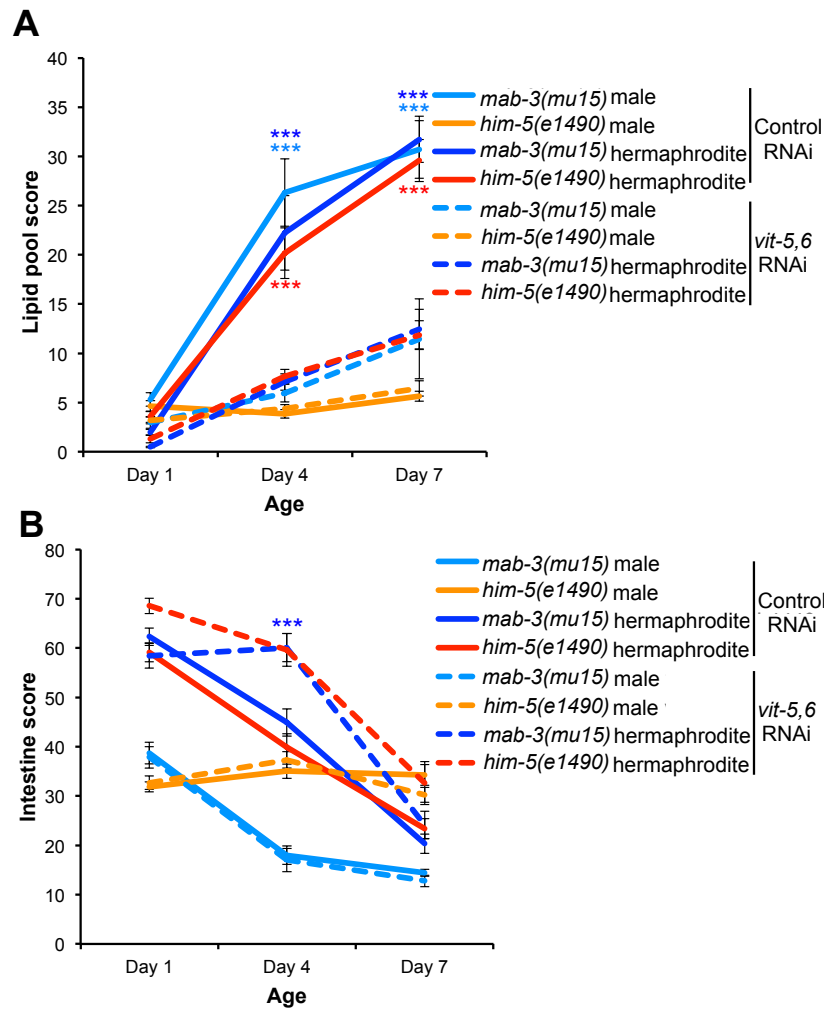 A
40
35
30
25
20
15
10
5
0
Lipid pool score
***
***
***
***
***
***
Day 1
Day 4
Day 7
Age
mab-3(mu15) male
him-5(e1490) male
mab-3(mu15) hermaphrodite
him-5(e1490) hermaphrodite
Control
RNAi
mab-3(mu15) male
him-5(e1490) male
mab-3(mu15) hermaphrodite
him-5(e1490) hermaphrodite
vit-5,6
RNAi
B
80
70
60
50
40
30
20
10
0
Intestine score
***
Day 1
Day 4
Day 7
Age
mab-3(mu15) male
him-5(e1490) male
mab-3(mu15) hermaphrodite
him-5(e1490) hermaphrodite
Control
RNAi
mab-3(mu15) male
him-5(e1490) male
mab-3(mu15) hermaphrodite
him-5(e1490) hermaphrodite
vit-5,6
RNAi